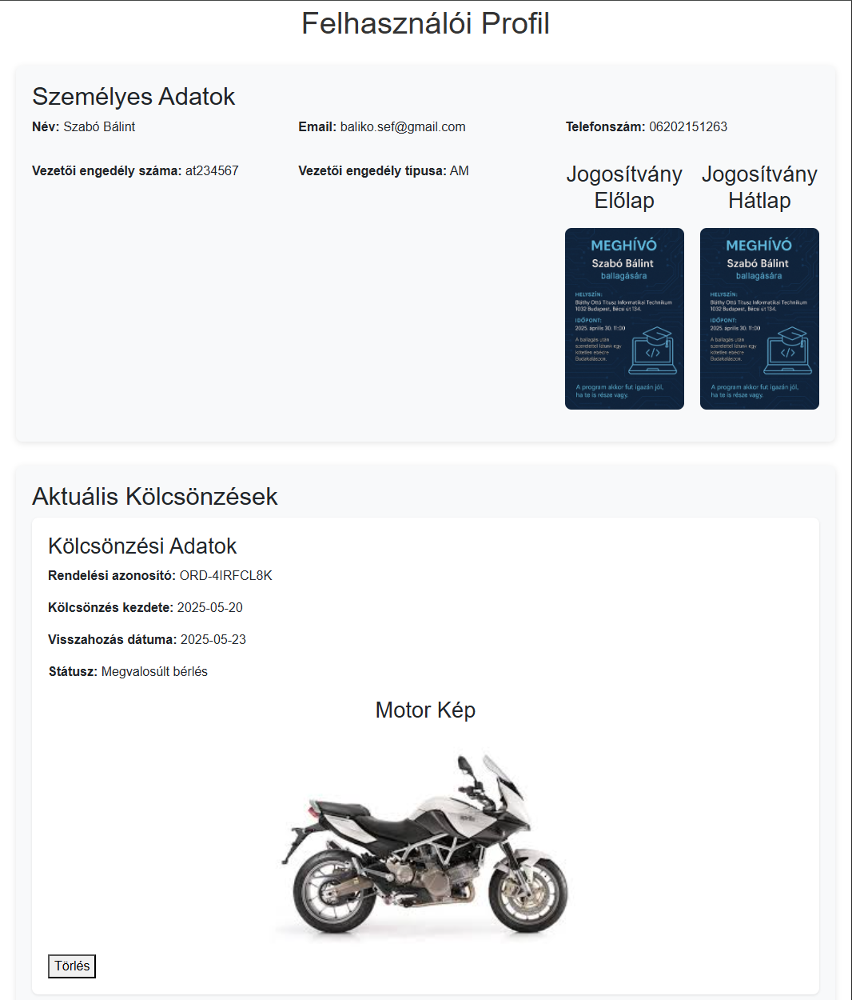 Felhasználói Profil
Személyes Adatok
Név: Szabó Bálint
Email: baliko.sef@gmail.com
Telefonszám: 06202151263
Vezetői engedély száma: at234567
Vezetői engedély típusa: AM
Jogosítvány
Előlap
MEGHÍVÓ
Szabó Bálint
ballagására
HELYSZÍN:
Bláthy Ottó Titusz Informatikai Technikum
1032 Budapest, Bécsi út 134.
IDŐPONT:
2025. április 30. 11:00
A ballagás után
szeretettel látunk egy
kötetlen ebédre
Budakalászon.
</>
A program akkor fut igazán jól,
ha te is része vagy.
Jogosítvány
Hátlap
MEGHÍVÓ
Szabó Bálint
ballagására
HELYSZÍN:
Bláthy Ottó Titusz Informatikai Technikum
1032 Budapest, Bécsi út 134.
IDŐPONT:
2025. április 30. 11:00
A ballagás után
szeretettel látunk egy
kötetlen ebédre
Budakalászon.
</>
A program akkor fut igazán jól,
ha te is része vagy.
Aktuális Kölcsönzések
Kölcsönzési Adatok
Rendelési azonosító: ORD-4IRFCL8K
Kölcsönzés kezdete: 2025-05-20
Visszahozás dátuma: 2025-05-23
Státusz: Megvalosúlt bérlés
Motor Kép
aprilia
Törlés